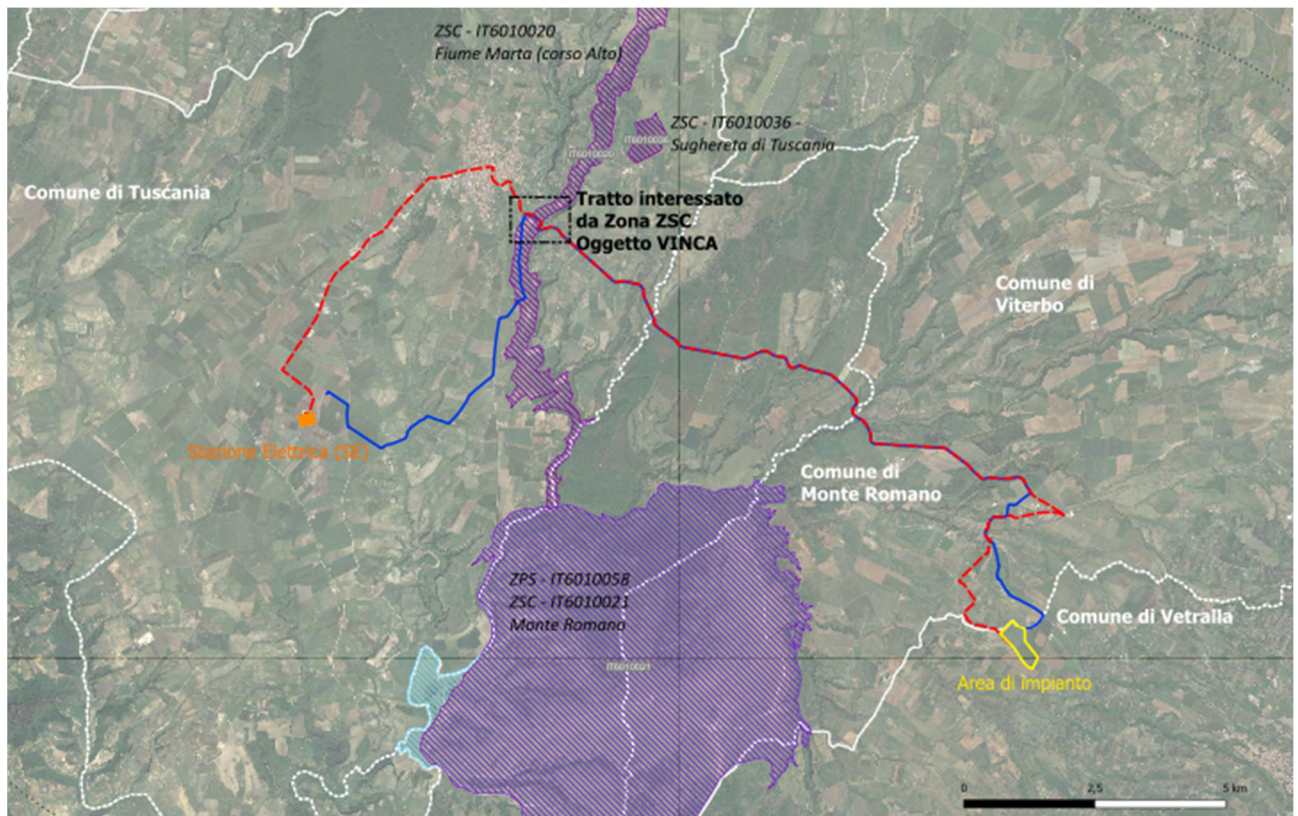 ZSC - IT6010020
Fiume Marta (corso Alto)
ZSC - IT6010036 -
Sughereta di Tuscania
IT6010036
IT6010020
Comune di Tuscania
Tratto interessato
da Zona ZSC
Oggetto VINCA
Comune di
Viterbo
Stazione Elettrica (SE)
Comune di
Monte Romano
ZPS - IT6010058
ZSC - IT6010021
Monte Romano
Comune di Vetralla
IT6010021
Area di impianto
0
2,5
5 km